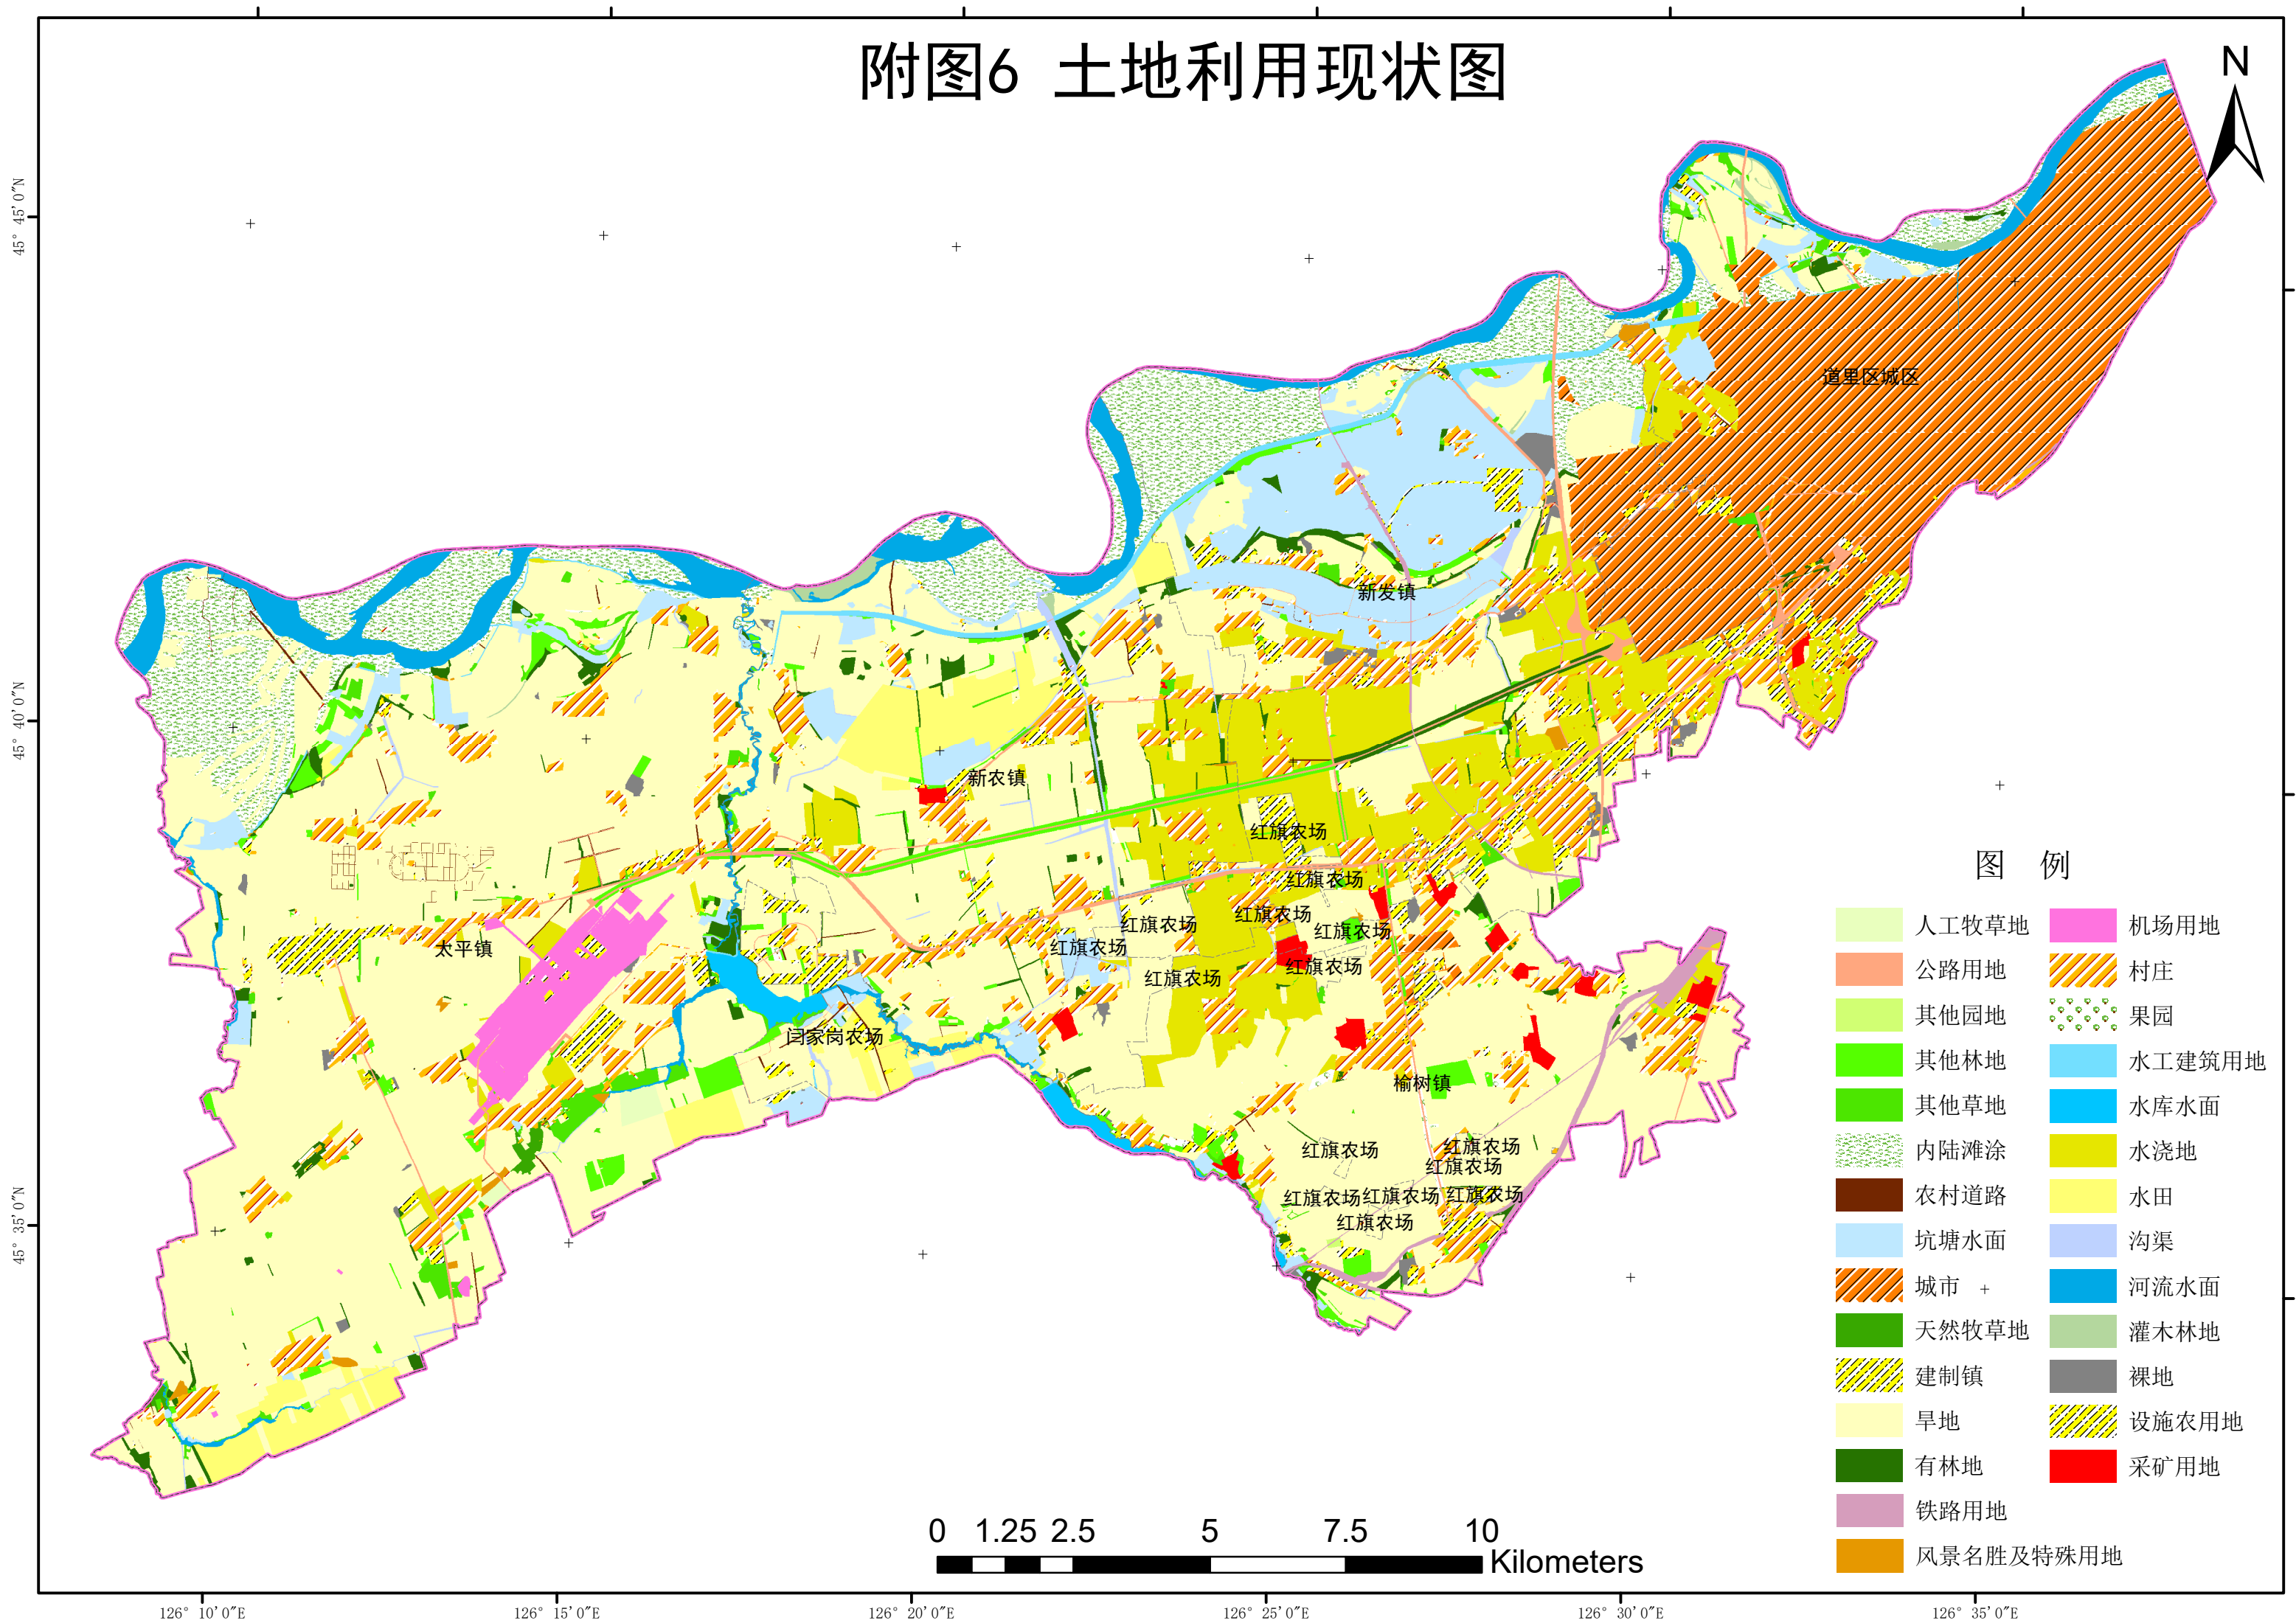 附图6 土地利用现状图
N
45° 45′0″N
45° 40′0″N
45° 35′0″N
道里区城区
新发镇
新农镇
红旗农场
红旗农场
红旗农场
红旗农场
红旗农场
红旗农场
红旗农场
红旗农场
太平镇
闫家岗农场
榆树镇
红旗农场
红旗农场
红旗农场
红旗农场
红旗农场
红旗农场
红旗农场
图 例
人工牧草地
公路用地
其他园地
其他林地
其他草地
内陆滩涂
农村道路
坑塘水面
城市
天然牧草地
建制镇
旱地
有林地
铁路用地
风景名胜及特殊用地
机场用地
村庄
果园
水工建筑用地
水库水面
水浇地
水田
沟渠
河流水面
灌木林地
裸地
设施农用地
采矿用地
0 1.25 2.5 5 7.5 10
Kilometers
126° 10′0″E 126° 15′0″E 126° 20′0″E 126° 25′0″E 126° 30′0″E 126° 35′0″E